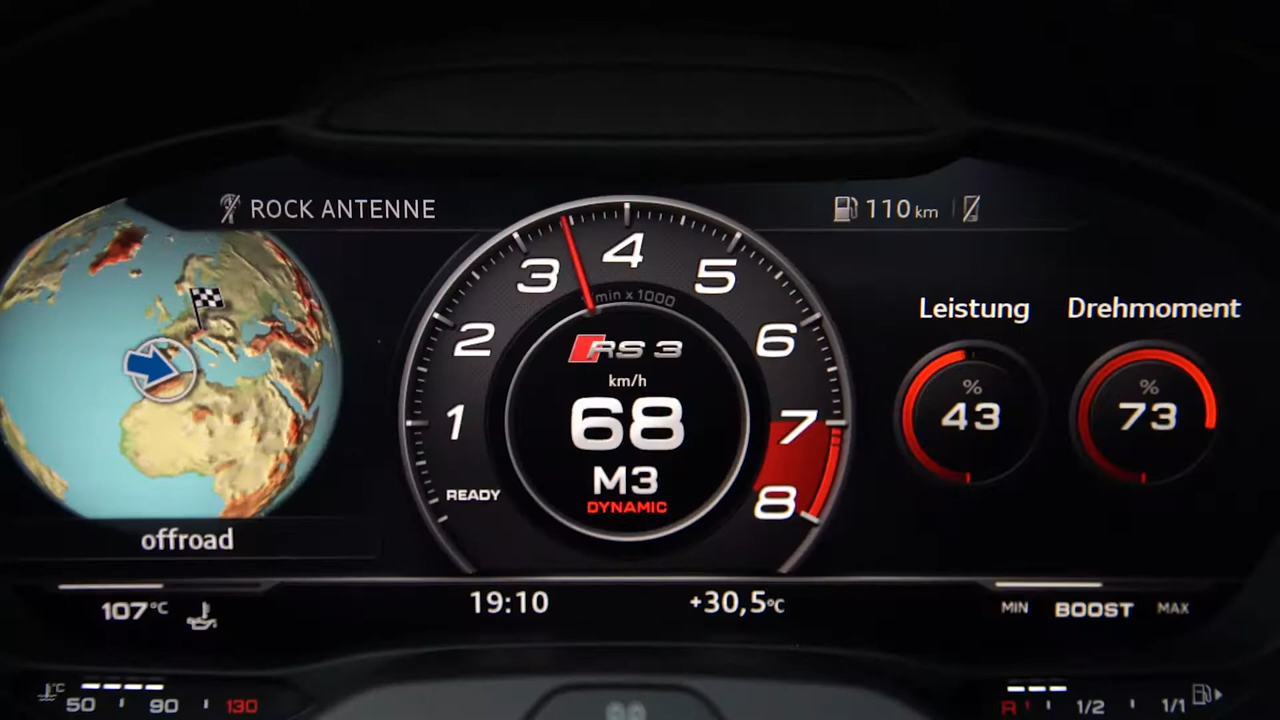 ROCK ANTENNE
110 km
1 2 3 4 5 6 7 8
/min x 1000
READY
RS 3
km/h
68
M3
DYNAMIC
Leistung Drehmoment
% %
43 73
offroad
107°C
19:10
+30,5°C
MIN BOOST MAX
°C
50 90 130
R 1/2 1/1